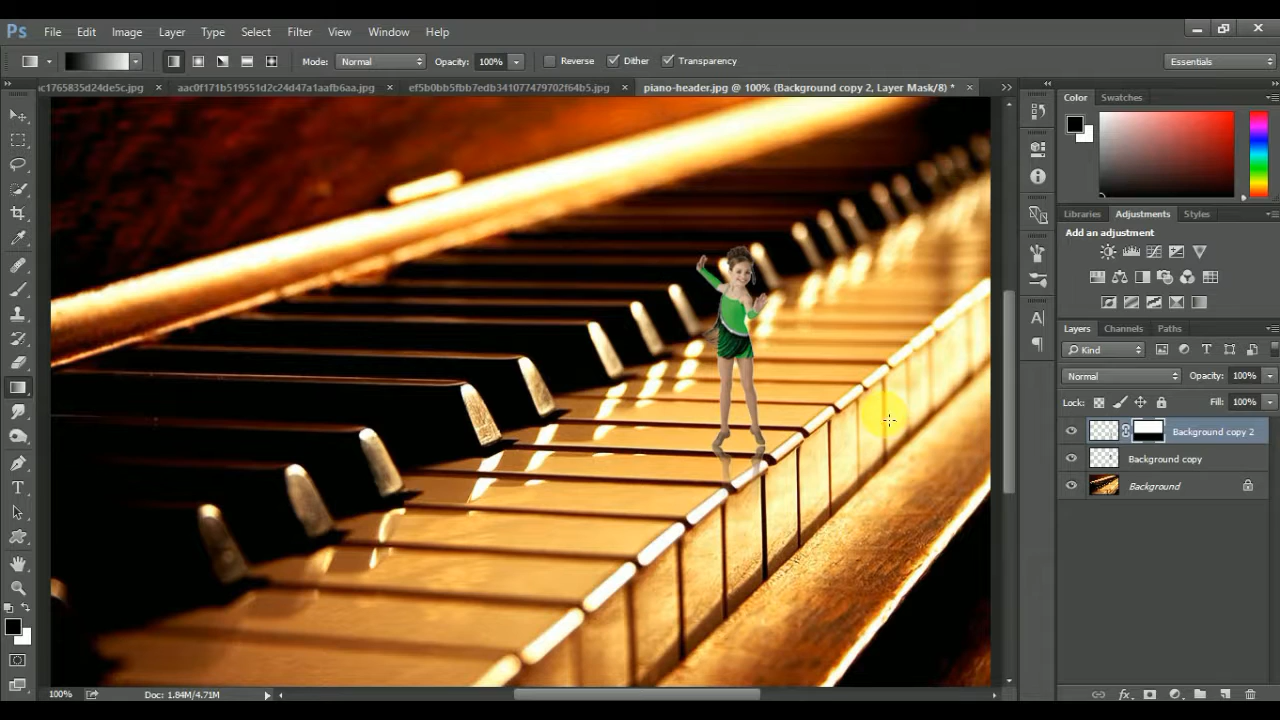 Ps File Edit Image Layer Type Select Filter View Window Help
Mode: Normal Opacity: 100% Reverse Dither Transparency Essentials
c1765835d24de5c.jpg aac0f171b519551d2c24d47a1aafb6aa.jpg ef5b0bb5fbb7edb341077479702f64b5.jpg piano-header.jpg @ 100% (Background copy 2, Layer Mask/8) *
Color Swatches
Libraries Adjustments Styles
Add an adjustment
Layers Channels Paths
Kind
Normal Opacity: 100%
Lock: Fill: 100%
Background copy 2
Background copy
Background
100% Doc: 1.84M/4.71M